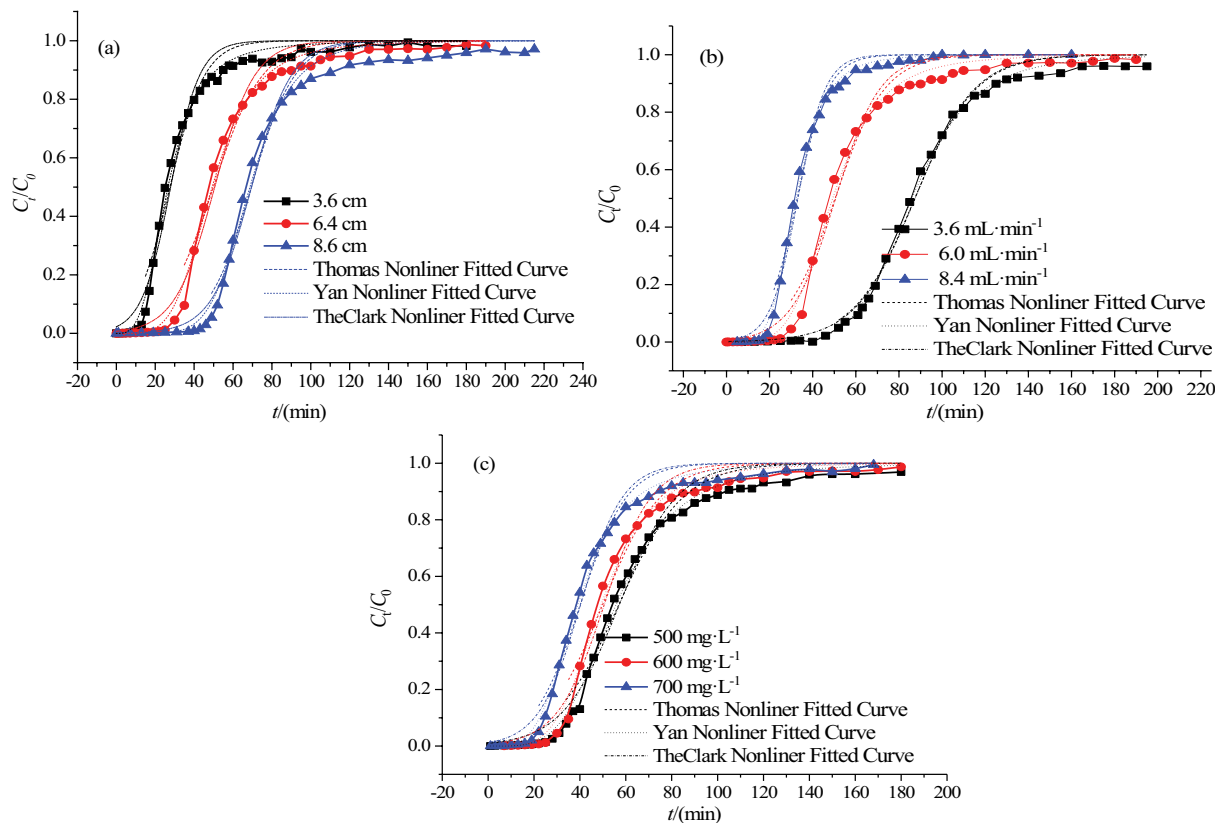 (a)
1.0
0.8
0.6
0.4
0.2
0.0
Ct/C0
3.6 cm
6.4 cm
8.6 cm
Thomas Nonliner Fitted Curve
Yan Nonliner Fitted Curve
TheClark Nonliner Fitted Curve
-20 0 20 40 60 80 100 120 140 160 180 200 220 240
t/(min)
(b)
1.0
0.8
0.6
0.4
0.2
0.0
Ct/C0
3.6 mL·min-1
6.0 mL·min-1
8.4 mL·min-1
Thomas Nonliner Fitted Curve
Yan Nonliner Fitted Curve
TheClark Nonliner Fitted Curve
-20 0 20 40 60 80 100 120 140 160 180 200 220
t/(min)
(c)
1.0
0.8
0.6
0.4
0.2
0.0
Ct/C0
500 mg·L-1
600 mg·L-1
700 mg·L-1
Thomas Nonliner Fitted Curve
Yan Nonliner Fitted Curve
TheClark Nonliner Fitted Curve
-20 0 20 40 60 80 100 120 140 160 180 200
t/(min)